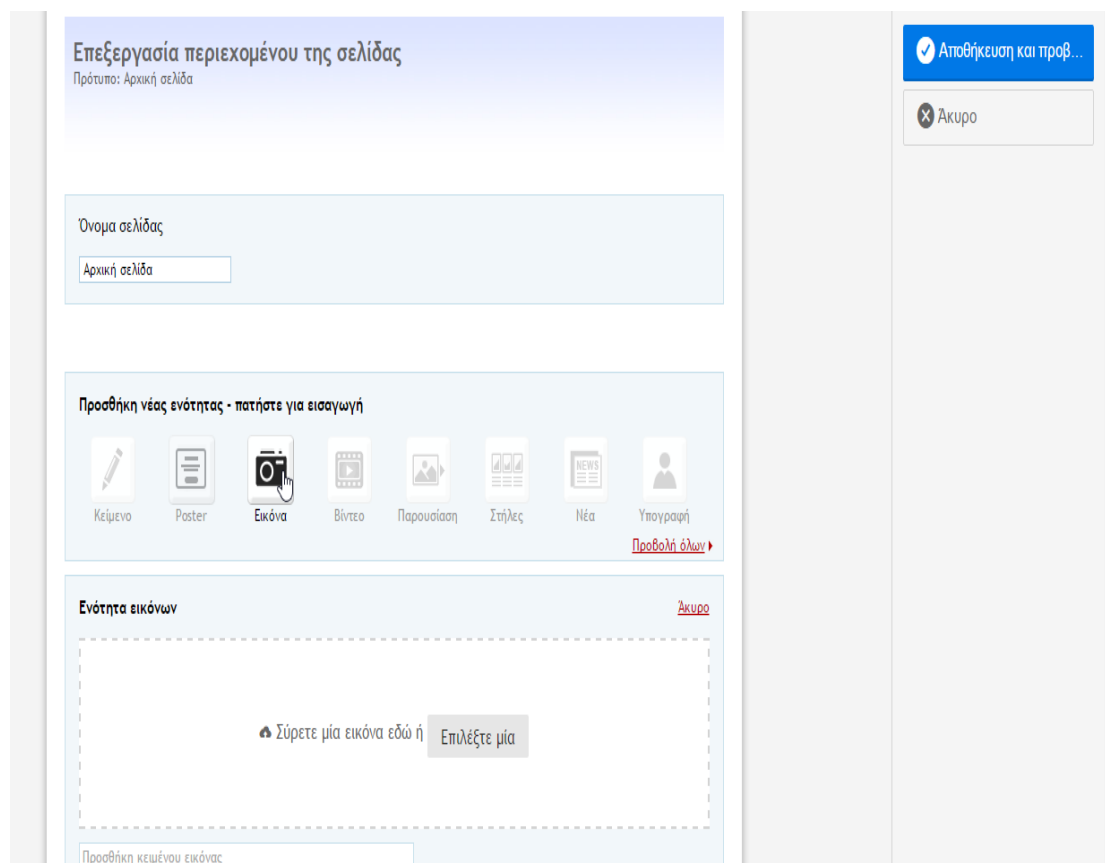 Επεξεργασία περιεχομένου της σελίδας
Πρότυπο: Αρχική σελίδα
Αποθήκευση και προβ...
Άκυρο
Όνομα σελίδας
Αρχική σελίδα
Προσθήκη νέας ενότητας - πατήστε για εισαγωγή
NEWS
Κείμενο Poster Εικόνα Βίντεο Παρουσίαση Στήλες Νέα Υπογραφή
Προβολή όλων
Ενότητα εικόνων Άκυρο
Σύρετε μία εικόνα εδώ ή Επιλέξτε μία
Προσθήκη κειμένου εικόνας